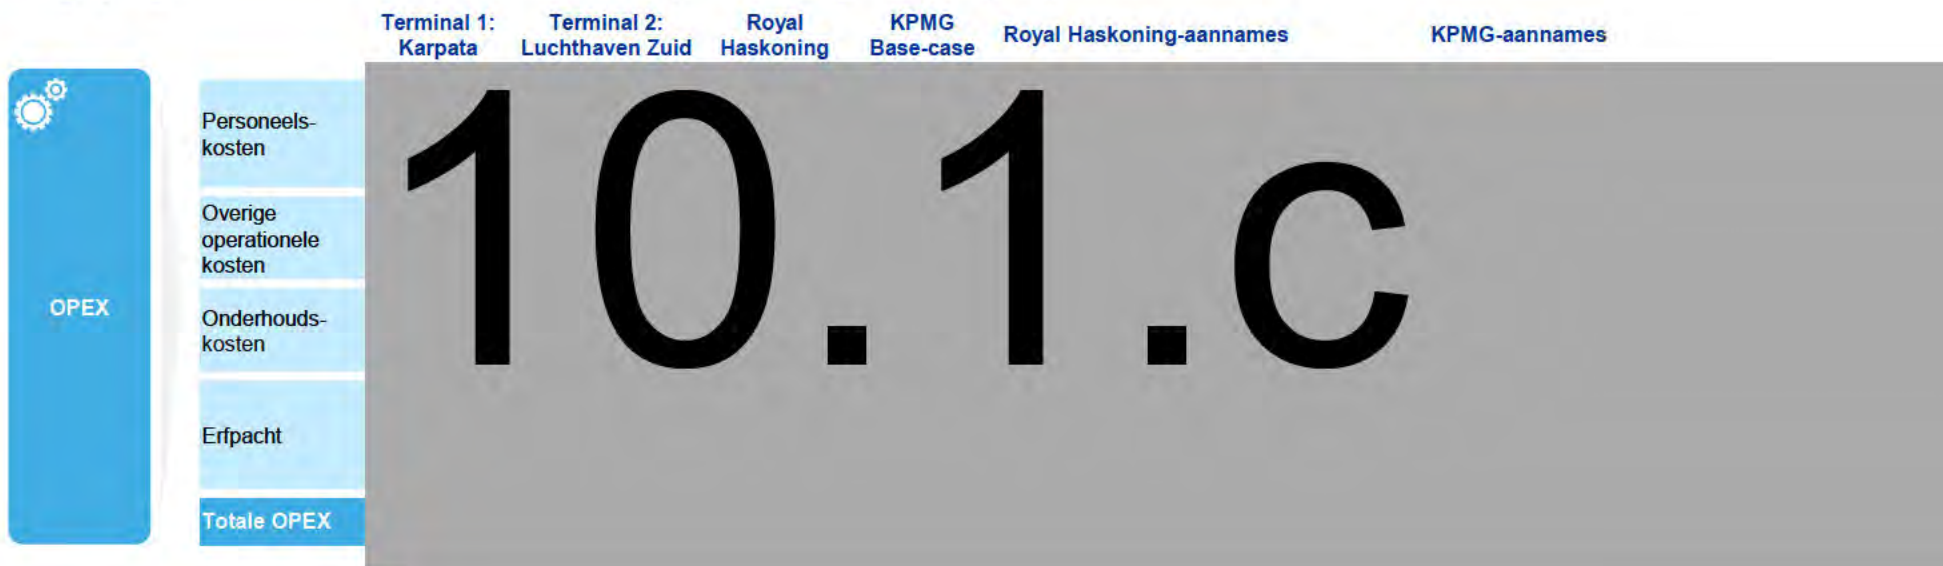 Terminal 1:
Karpata
Terminal 2:
Luchthaven Zuid
Royal
Haskoning
KPMG
Base-case
Royal Haskoning-aannames
KPMG-aannames
OPEX
Personeels-
kosten
Overige
operationele
kosten
Onderhouds-
kosten
Erfpacht
Totale OPEX
10.1.c